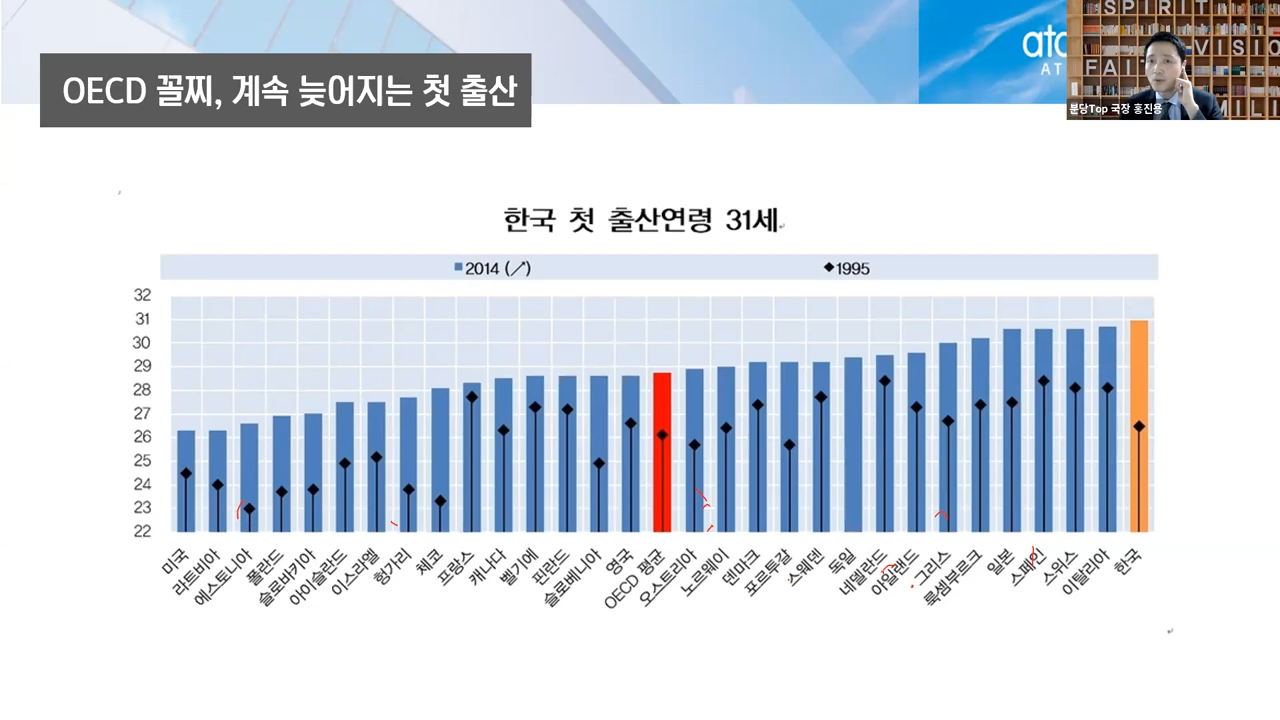 OECD 꼴찌, 계속 늦어지는 첫 출산
SPIRIT
VISIO
FAI
MILI
분당Top 국장 홍진용
ato
AT
한국 첫 출산연령 31세
2014 (↗) 1995
32
31
30
29
28
27
26
25
24
23
22
미국
라트비아
에스토니아
폴란드
슬로바키아
아이슬란드
이스라엘
헝가리
체코
프랑스
캐나다
벨기에
핀란드
슬로베니아
영국
OECD 평균
오스트리아
노르웨이
덴마크
포르투갈
스웨덴
독일
네델란드
아일랜드
그리스
룩셈부르크
일본
스페인
스위스
이탈리아
한국